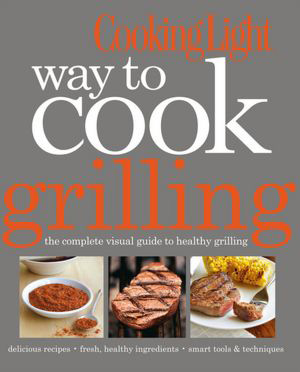 Cooking Light
way to
cook
grilling
the complete visual guide to healthy grilling
delicious recipes • fresh, healthy ingredients • smart tools & techniques